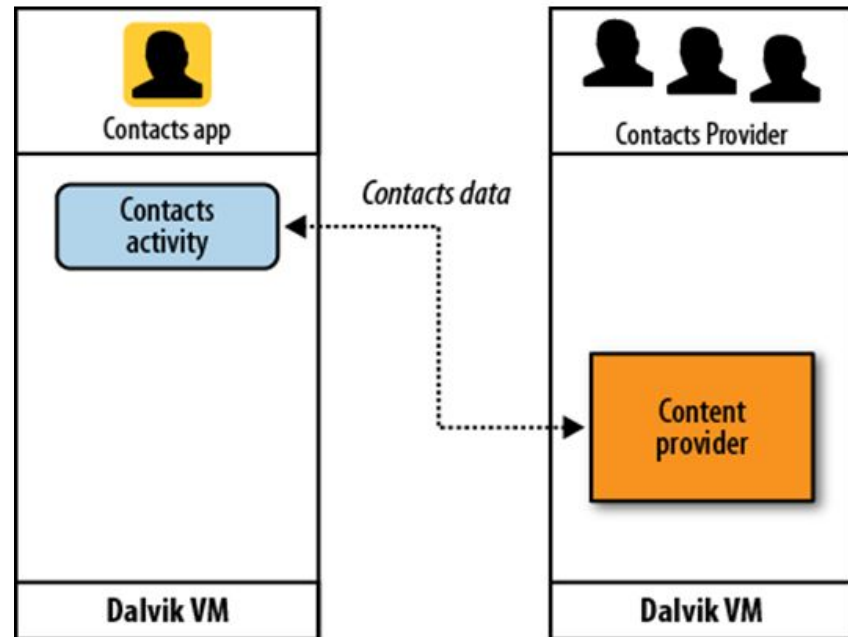 Contacts app
Contacts Provider
Contacts data
Contacts
activity
Content
provider
Dalvik VM
Dalvik VM